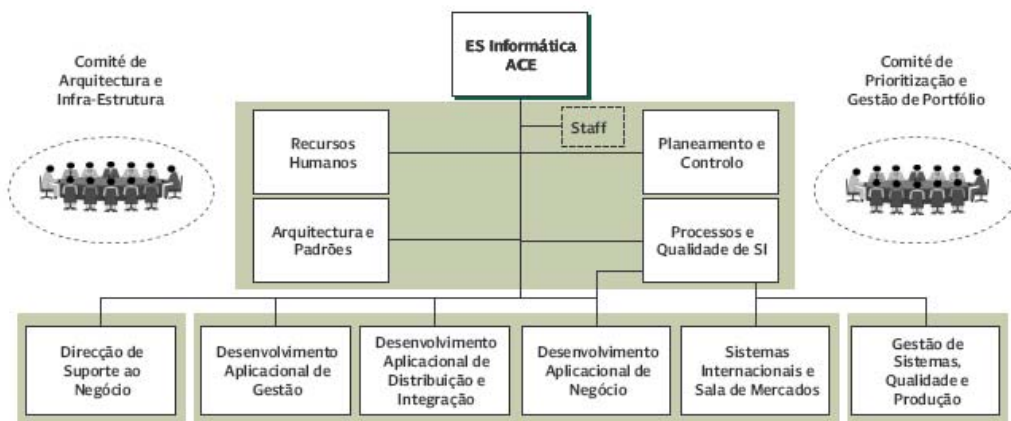 ES Informática
ACE
Comité de
Arquitectura e
Infra-Estrutura
Comité de
Prioritização e
Gestão de Portfólio
Staff
Recursos
Humanos
Planeamento e
Controlo
Arquitectura e
Padrões
Processos e
Qualidade de SI
Direcção de
Suporte ao
Negócio
Desenvolvimento
Aplicacional de
Gestão
Desenvolvimento
Aplicacional de
Distribuição e
Integração
Desenvolvimento
Aplicacional de
Negócio
Sistemas
Internacionais e
Sala de Mercados
Gestão de
Sistemas,
Qualidade e
Produção